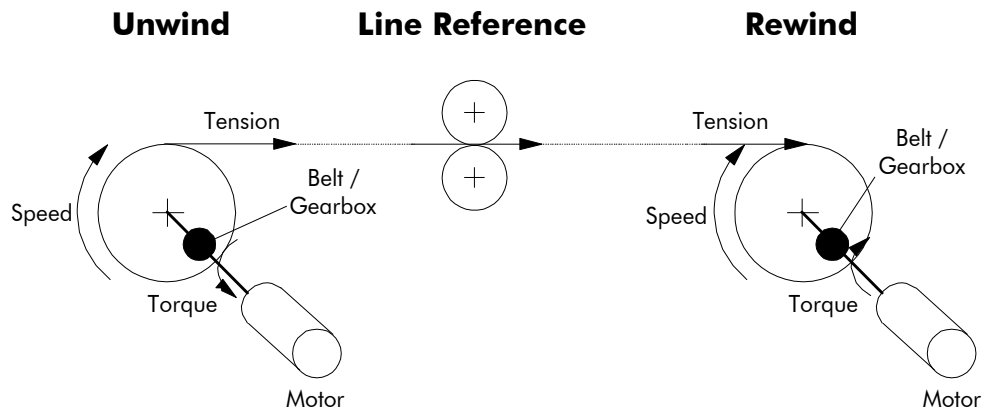 Unwind
Line Reference
Rewind
Tension
Tension
Belt /
Gearbox
Belt /
Gearbox
Speed
Speed
Torque
Torque
Motor
Motor